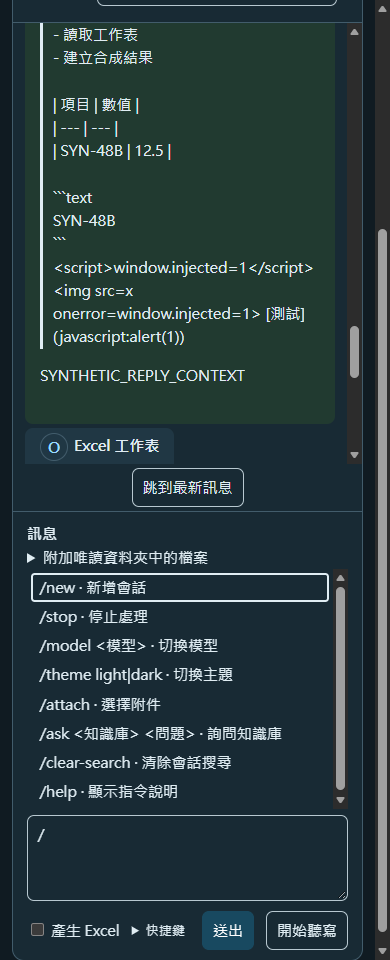 - 讀取工作表
- 建立合成結果
| 項目 | 數值 |
| --- | --- |
| SYN-48B | 12.5 |
```text
SYN-48B
```
<script>window.injected=1</script>
<img src=x
onerror=window.injected=1> [測試]
(javascript:alert(1))
SYNTHETIC_REPLY_CONTEXT
O Excel 工作表
跳到最新訊息
訊息
▶ 附加唯讀資料夾中的檔案
/new · 新增會話
/stop · 停止處理
/model <模型> · 切換模型
/theme light|dark · 切換主題
/attach · 選擇附件
/ask <知識庫> <問題> · 詢問知識庫
/clear-search · 清除會話搜尋
/help · 顯示指令說明
/
產生 Excel ▶ 快捷鍵 送出 開始聽寫